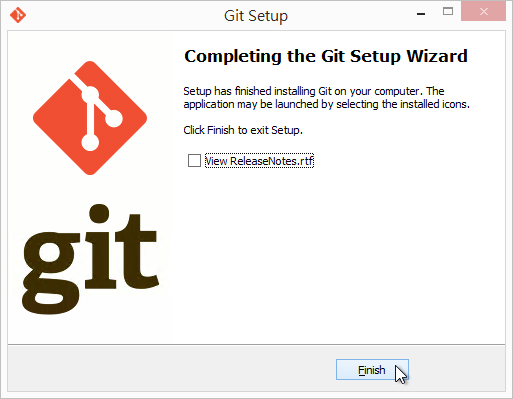 Git Setup
Completing the Git Setup Wizard
Setup has finished installing Git on your computer. The
application may be launched by selecting the installed icons.
Click Finish to exit Setup.
View ReleaseNotes.rtf
git
Finish